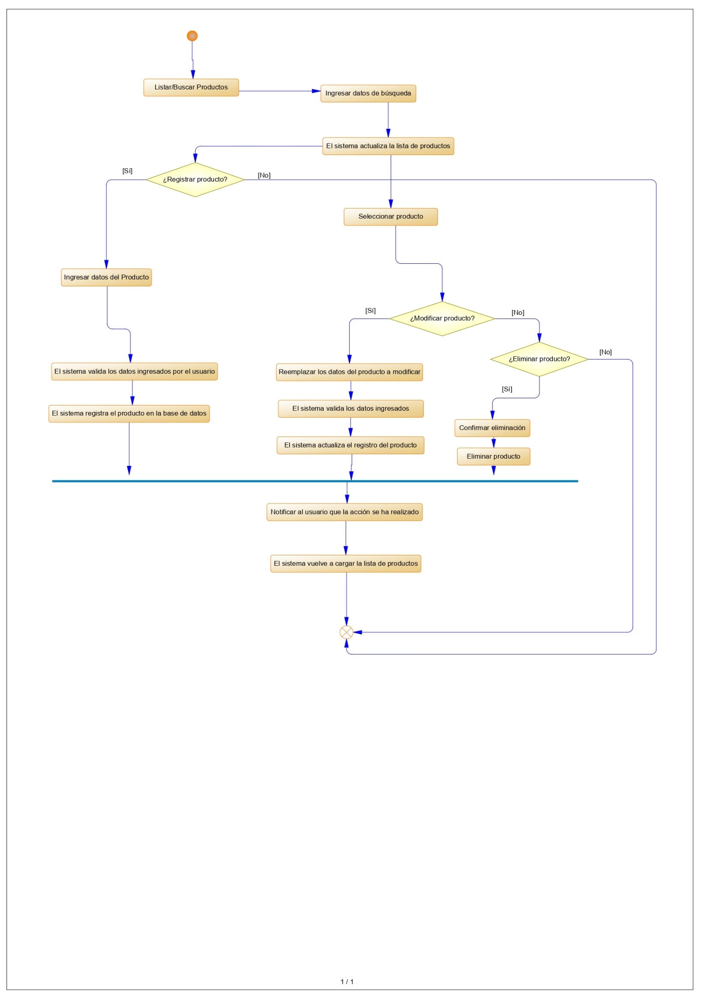 Listar/Buscar Productos
Ingresar datos de búsqueda
El sistema actualiza la lista de productos
[Sí]
¿Registrar producto?
[No]
Seleccionar producto
Ingresar datos del Producto
[Sí]
¿Modificar producto?
[No]
¿Eliminar producto?
[No]
El sistema valida los datos ingresados por el usuario
Reemplazar los datos del producto a modificar
[Sí]
El sistema registra el producto en la base de datos
El sistema valida los datos ingresados
Confirmar eliminación
El sistema actualiza el registro del producto
Eliminar producto
Notificar al usuario que la acción se ha realizado
El sistema vuelve a cargar la lista de productos
1 / 1